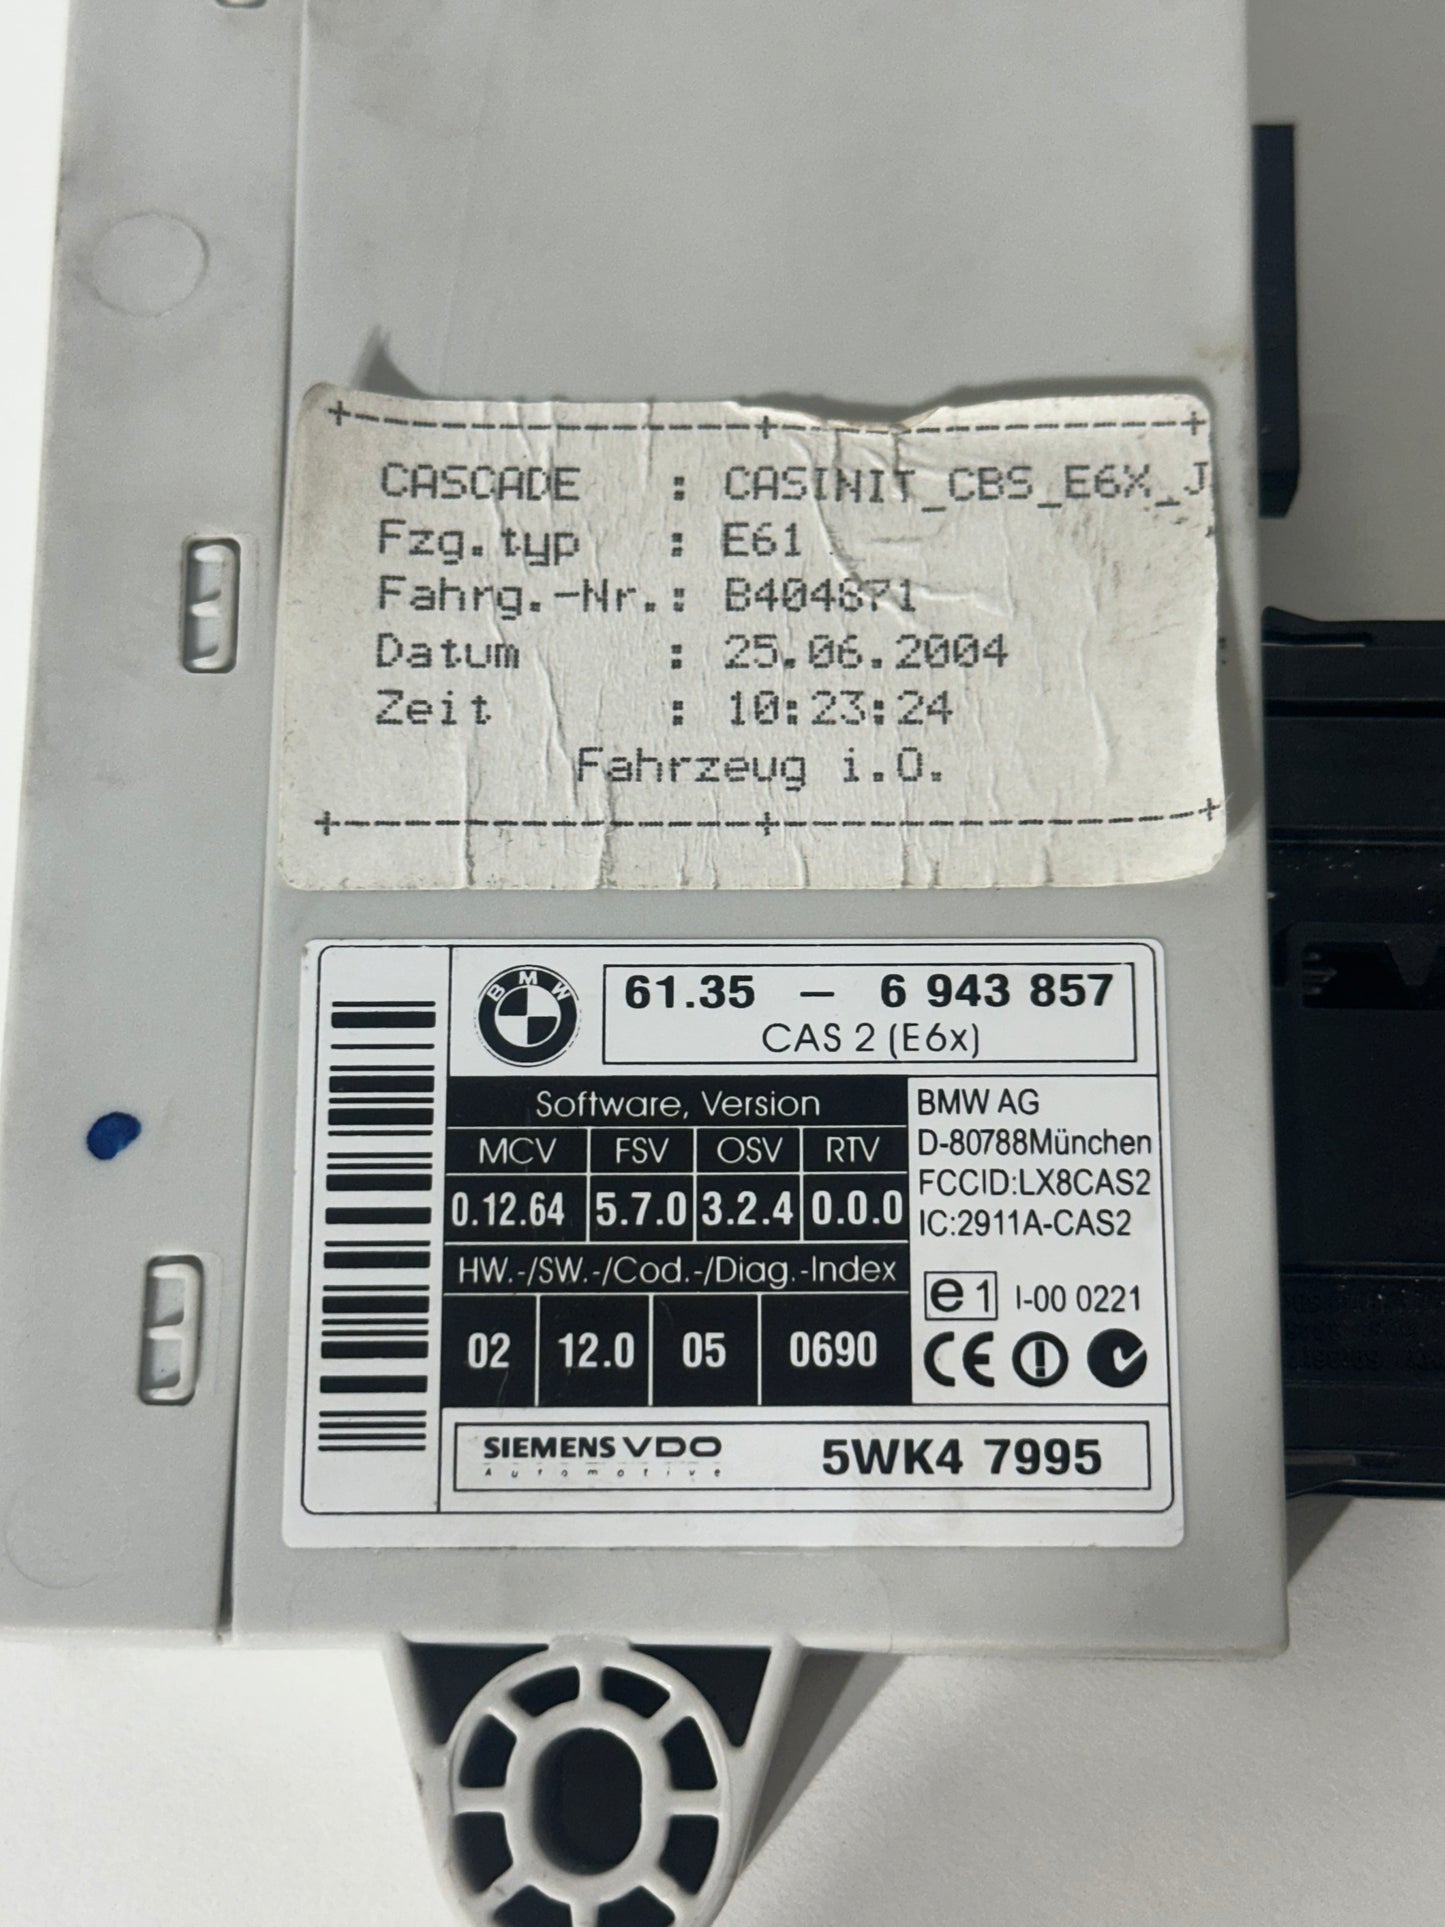 +-------------------+-------------------+
CASCADE : CASINIT_CBS_E6X_J
Fzg.typ : E61
Fahrg.-Nr.: B404671
Datum : 25.06.2004
Zeit : 10:23:24
Fahrzeug i.O.
+-------------------+-------------------+
BMW
61.35 – 6 943 857
CAS 2 (E6x)
Software, Version
MCV FSV OSV RTV
0.12.64 5.7.0 3.2.4 0.0.0
HW.-/SW.-/Cod.-/Diag.-Index
02 12.0 05 0690
BMW AG
D-80788München
FCCID:LX8CAS2
IC:2911A-CAS2
e1 I-00 0221
CE
SIEMENS VDO
Automotive
5WK4 7995